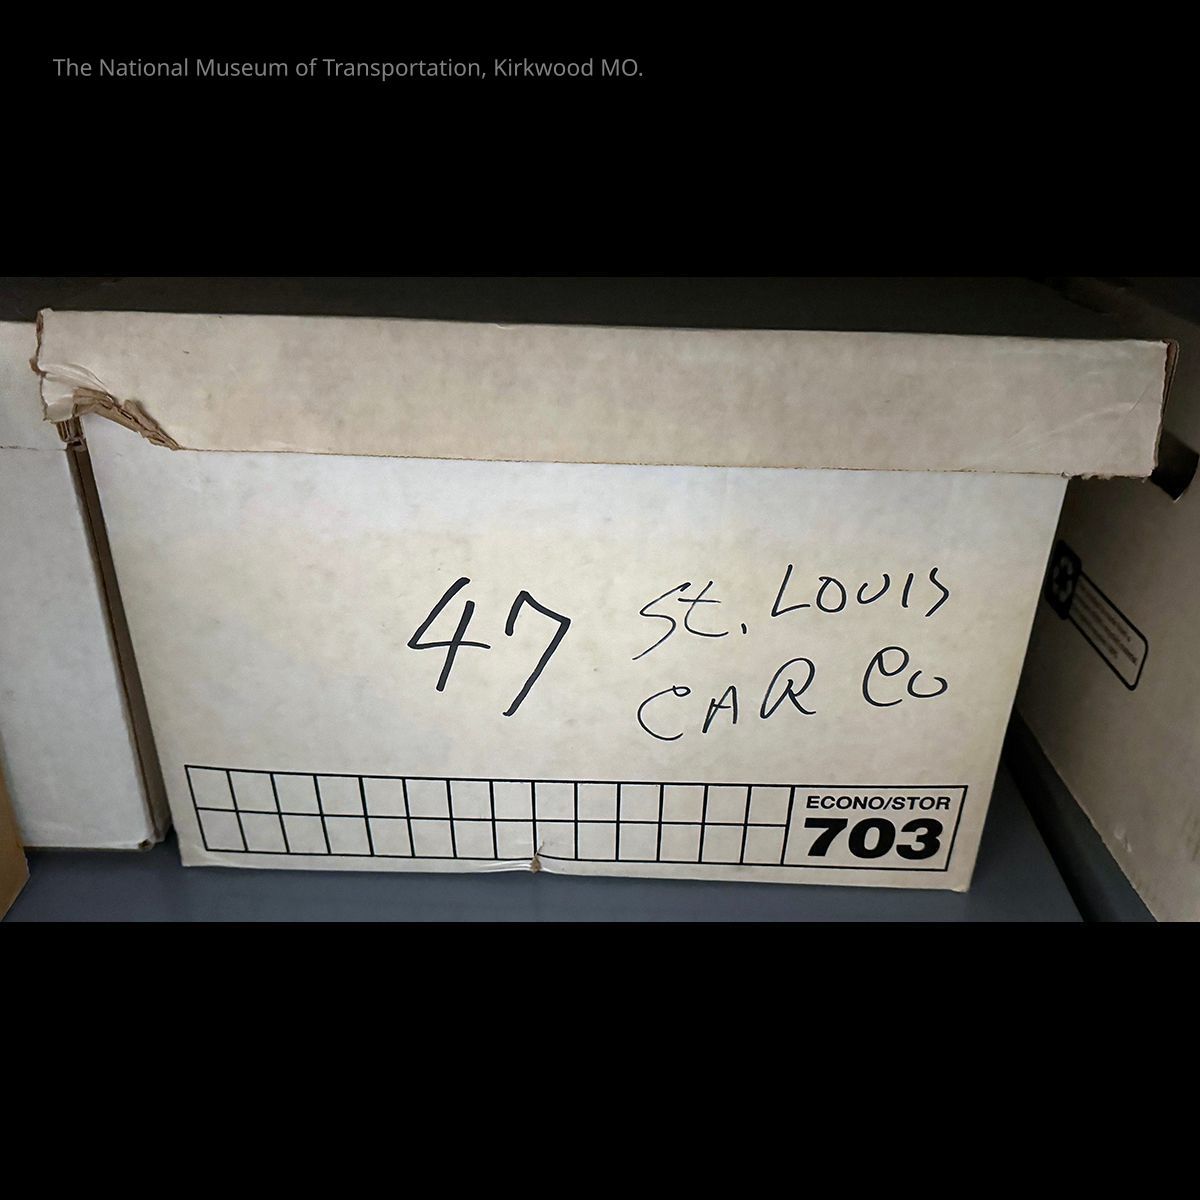 The National Museum of Transportation, Kirkwood MO.
47 St. LOUIS
CAR Co
ECONO/STOR
703